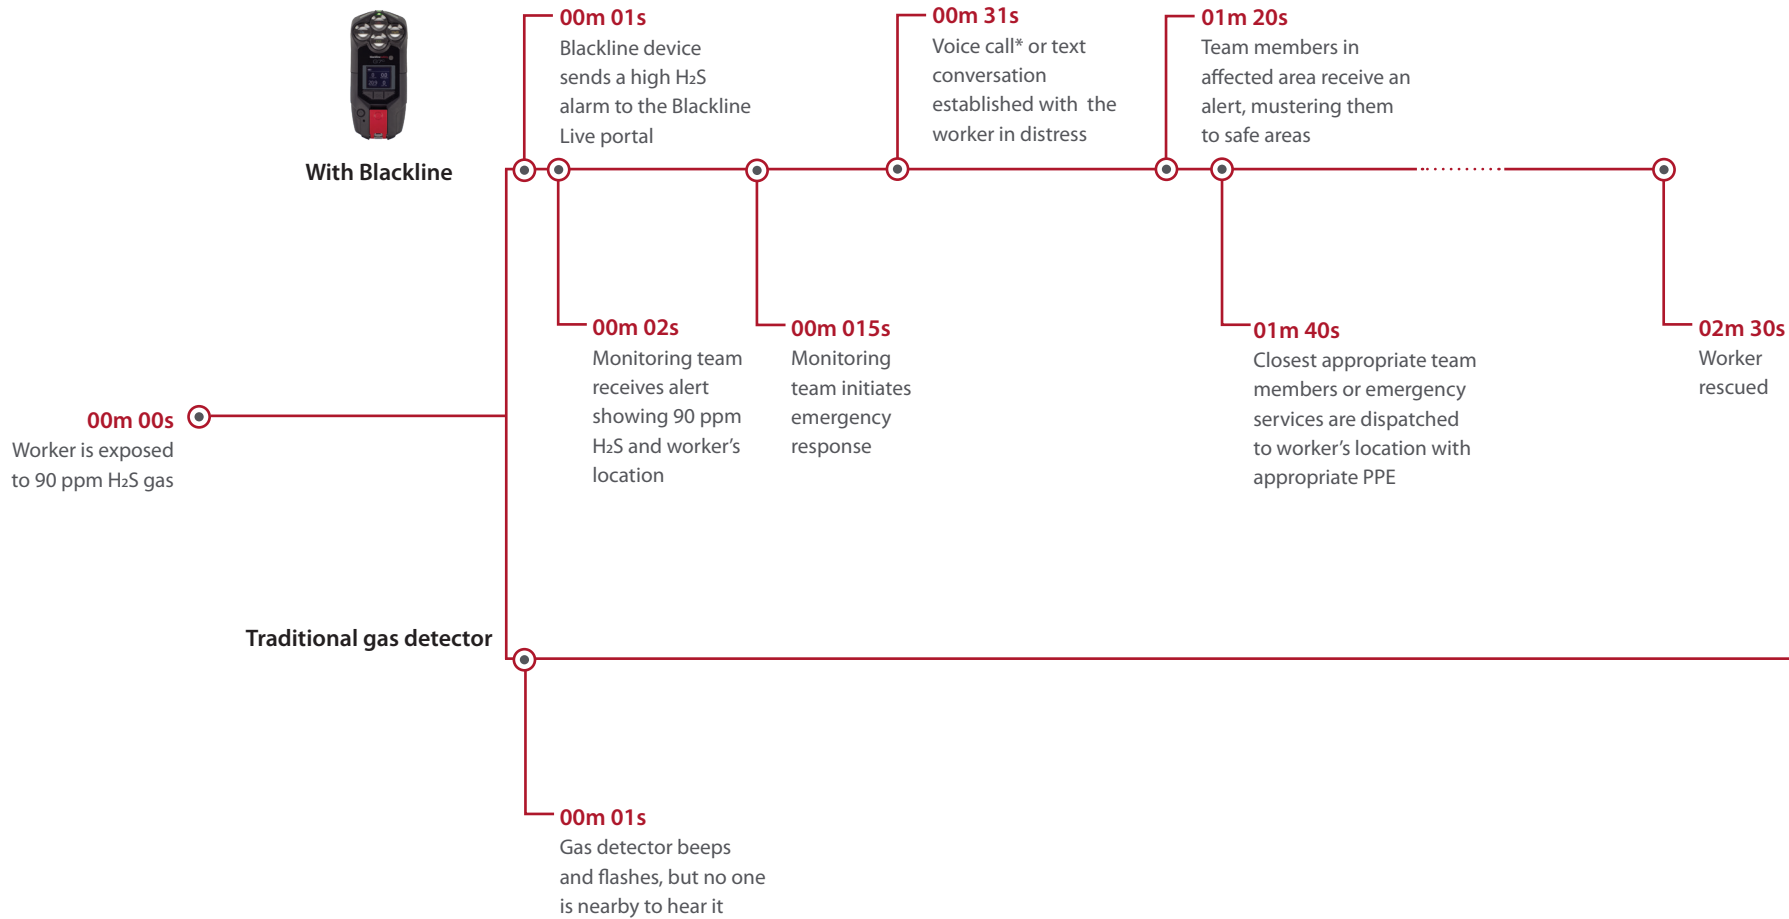 00m 01s
Blackline device
sends a high H₂S
alarm to the Blackline
Live portal
00m 31s
Voice call* or text
conversation
established with the
worker in distress
01m 20s
Team members in
affected area receive an
alert, mustering them
to safe areas
With Blackline
00m 02s
Monitoring team
receives alert
showing 90 ppm
H₂S and worker’s
location
00m 015s
Monitoring
team initiates
emergency
response
01m 40s
Closest appropriate team
members or emergency
services are dispatched
to worker’s location with
appropriate PPE
02m 30s
Worker
rescued
00m 00s
Worker is exposed
to 90 ppm H₂S gas
Traditional gas detector
00m 01s
Gas detector beeps
and flashes, but no one
is nearby to hear it